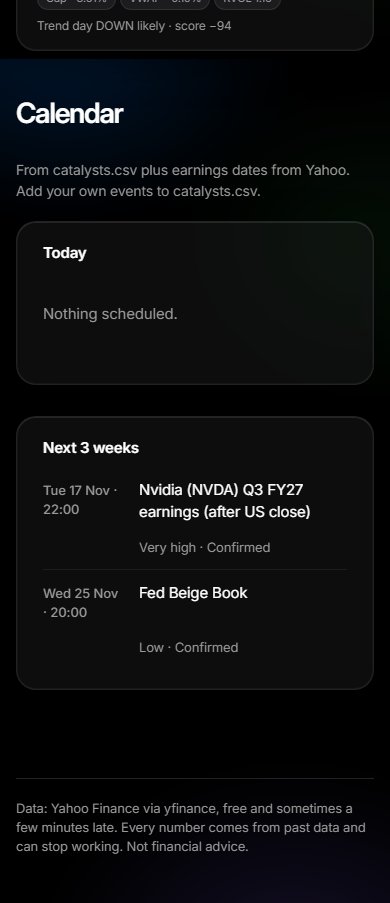 Trend day DOWN likely · score −94
Calendar
From catalysts.csv plus earnings dates from Yahoo.
Add your own events to catalysts.csv.
Today
Nothing scheduled.
Next 3 weeks
Tue 17 Nov ·
22:00
Nvidia (NVDA) Q3 FY27
earnings (after US close)
Very high · Confirmed
Wed 25 Nov
· 20:00
Fed Beige Book
Low · Confirmed
Data: Yahoo Finance via yfinance, free and sometimes a
few minutes late. Every number comes from past data and
can stop working. Not financial advice.